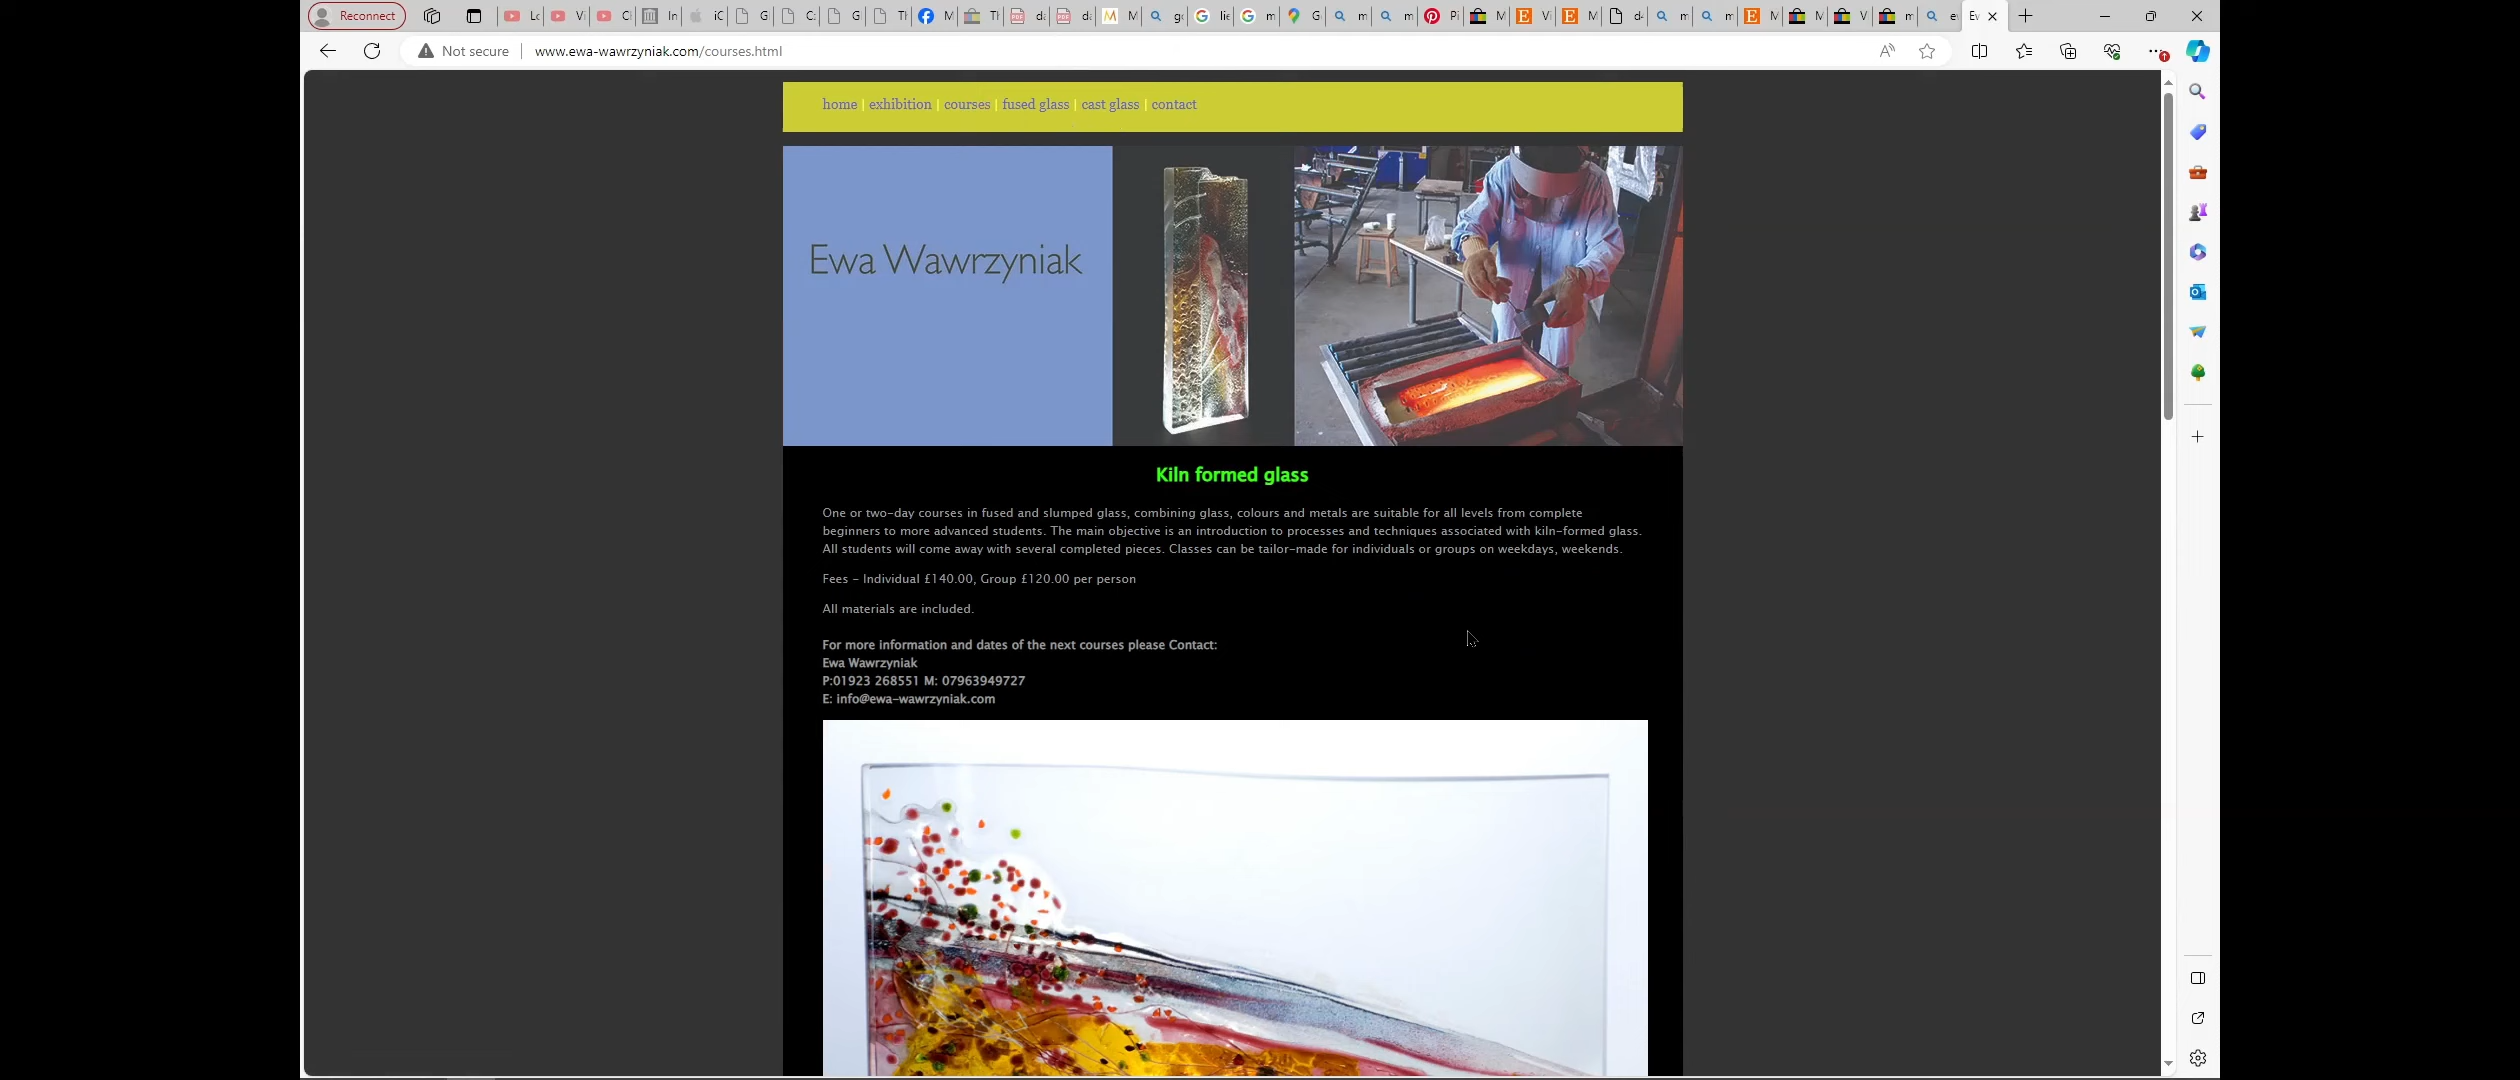 Reconnect
Not secure
www.ewa-wawrzyniak.com/courses.html
home | exhibition | courses | fused glass | cast glass | contact
Ewa Wawrzyniak
Kiln formed glass
One or two-day courses in fused and slumped glass, combining glass, colours and metals are suitable for all levels from complete
beginners to more advanced students. The main objective is an introduction to processes and techniques associated with kiln-formed glass.
All students will come away with several completed pieces. Classes can be tailor-made for individuals or groups on weekdays, weekends.
Fees - Individual £140.00, Group £120.00 per person
All materials are included.
For more information and dates of the next courses please Contact:
Ewa Wawrzyniak
P:01923 268551 M: 07963949727
E: info@ewa-wawrzyniak.com